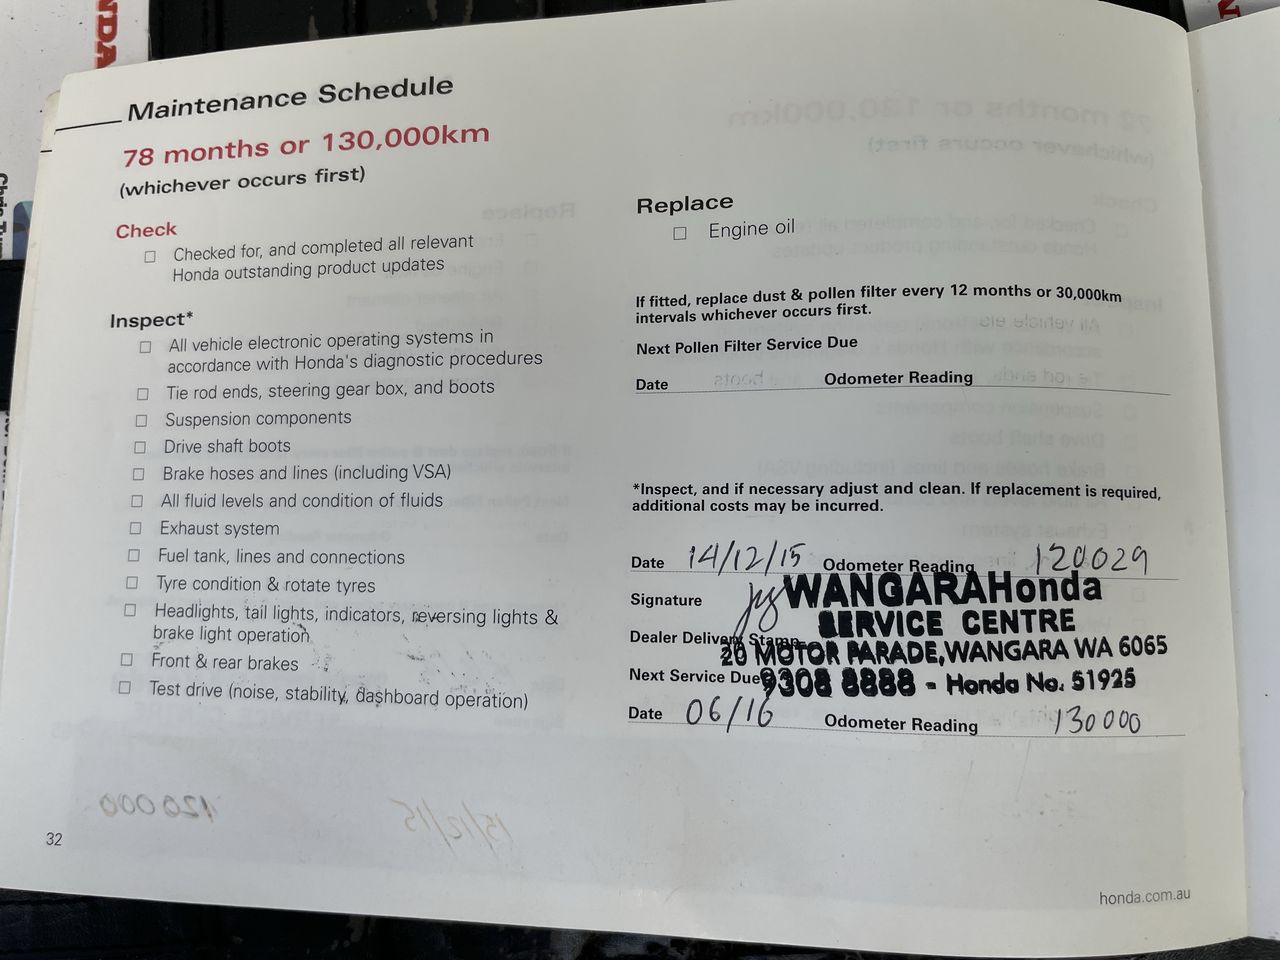 NDA
Maintenance Schedule
78 months or 130,000km
(whichever occurs first)
Check
☐ Checked for, and completed all relevant
Honda outstanding product updates
Inspect*
☐ All vehicle electronic operating systems in
accordance with Honda's diagnostic procedures
☐ Tie rod ends, steering gear box, and boots
☐ Suspension components
☐ Drive shaft boots
☐ Brake hoses and lines (including VSA)
☐ All fluid levels and condition of fluids
☐ Exhaust system
☐ Fuel tank, lines and connections
☐ Tyre condition & rotate tyres
☐ Headlights, tail lights, indicators, reversing lights &
brake light operation
☐ Front & rear brakes
☐ Test drive (noise, stability, dashboard operation)
120000
15/12/15
32
Replace
☐ Engine oil
If fitted, replace dust & pollen filter every 12 months or 30,000km
intervals whichever occurs first.
Next Pollen Filter Service Due
Date Odometer Reading
*Inspect, and if necessary adjust and clean. If replacement is required,
additional costs may be incurred.
Date 14/12/15 Odometer Reading 120029
Signature
WANGARA Honda
SERVICE CENTRE
Dealer Delivery Stamp
20 MOTOR PARADE, WANGARA WA 6065
Next Service Due
9308 8888 - Honda No. 51925
Date 06/16 Odometer Reading 130000
honda.com.au